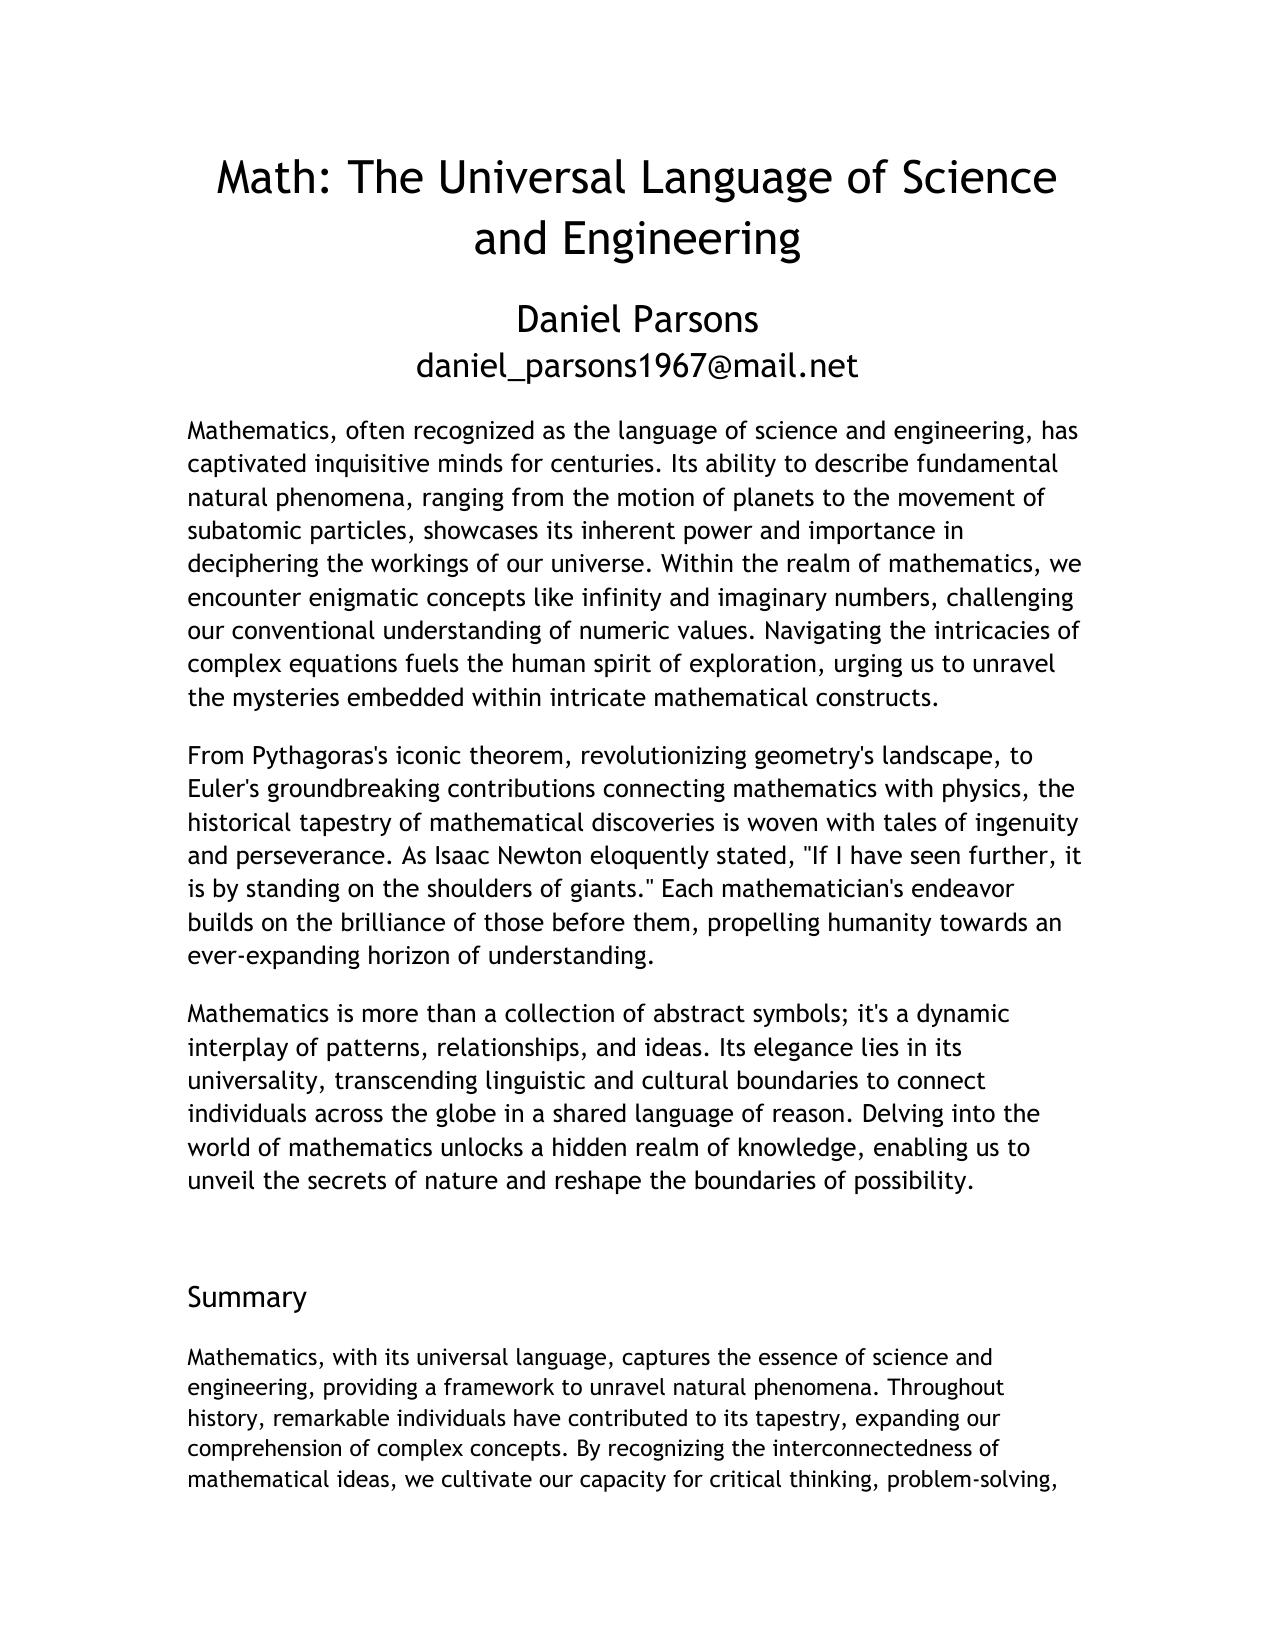 Math: The Universal Language of Science
and Engineering
Daniel Parsons
daniel_parsons1967@mail.net
Mathematics, often recognized as the language of science and engineering, has
captivated inquisitive minds for centuries. Its ability to describe fundamental
natural phenomena, ranging from the motion of planets to the movement of
subatomic particles, showcases its inherent power and importance in
deciphering the workings of our universe. Within the realm of mathematics, we
encounter enigmatic concepts like infinity and imaginary numbers, challenging
our conventional understanding of numeric values. Navigating the intricacies of
complex equations fuels the human spirit of exploration, urging us to unravel
the mysteries embedded within intricate mathematical constructs.
From Pythagoras's iconic theorem, revolutionizing geometry's landscape, to
Euler's groundbreaking contributions connecting mathematics with physics, the
historical tapestry of mathematical discoveries is woven with tales of ingenuity
and perseverance. As Isaac Newton eloquently stated, "If I have seen further, it
is by standing on the shoulders of giants." Each mathematician's endeavor
builds on the brilliance of those before them, propelling humanity towards an
ever-expanding horizon of understanding.
Mathematics is more than a collection of abstract symbols; it's a dynamic
interplay of patterns, relationships, and ideas. Its elegance lies in its
universality, transcending linguistic and cultural boundaries to connect
individuals across the globe in a shared language of reason. Delving into the
world of mathematics unlocks a hidden realm of knowledge, enabling us to
unveil the secrets of nature and reshape the boundaries of possibility.
Summary
Mathematics, with its universal language, captures the essence of science and
engineering, providing a framework to unravel natural phenomena. Throughout
history, remarkable individuals have contributed to its tapestry, expanding our
comprehension of complex concepts. By recognizing the interconnectedness of
mathematical ideas, we cultivate our capacity for critical thinking, problem-solving,